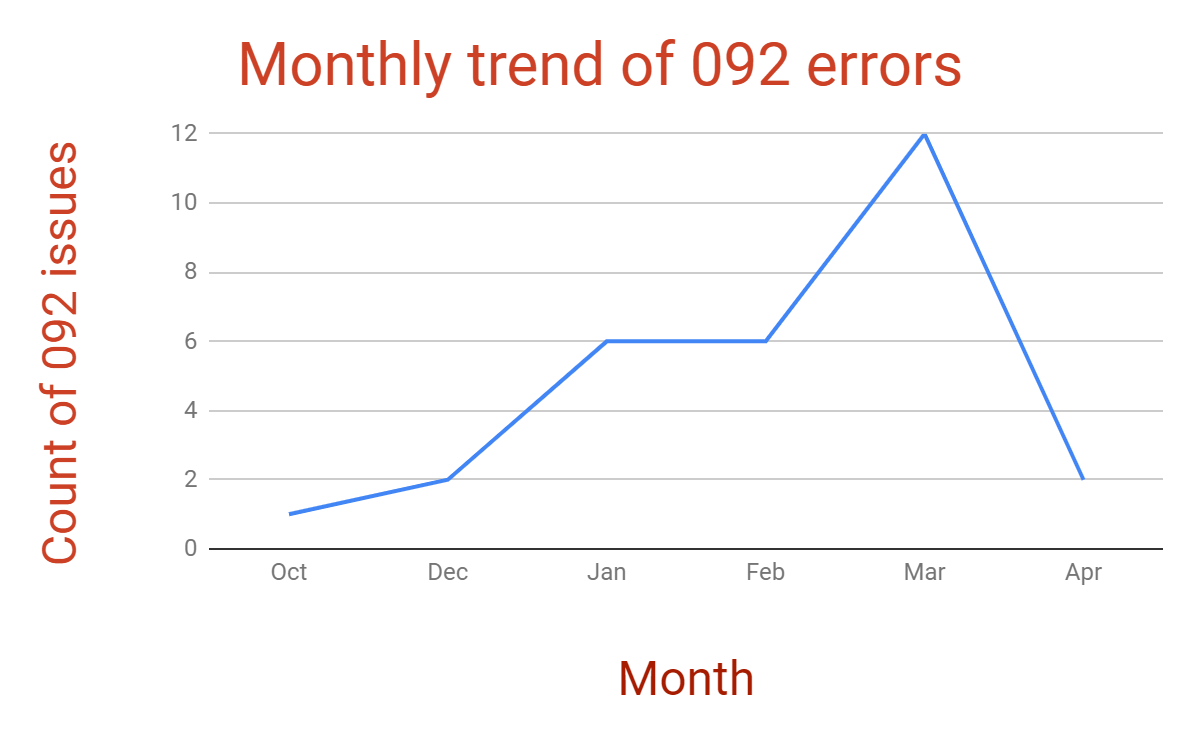 Monthly trend of 092 errors
Count of 092 issues
12
10
8
6
4
2
0
Oct Dec Jan Feb Mar Apr
Month